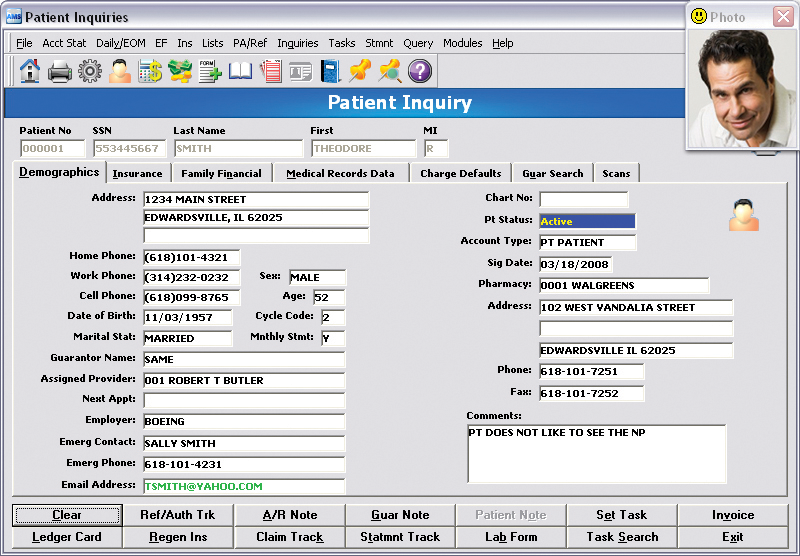 AMS Patient Inquiries
Photo
File Acct Stat Daily/EOM EF Ins Lists PA/Ref Inguiries Tasks Stmnt Query Modules Help
FORM
Patient Inquiry
Patient No SSN Last Name First MI
000001 553445667 SMITH THEODORE R
Demographics Insurance Family Financial Medical Records Data Charge Defaults Guar Search Scans
Address: 1234 MAIN STREET
EDWARDSVILLE, IL 62025
Home Phone: (618)101-4321
Work Phone: (314)232-0232 Sex: MALE
Cell Phone: (618)099-8765 Age: 52
Date of Birth: 11/03/1957 Cycle Code: 2
Marital Stat: MARRIED Mnthly Stmt: Y
Guarantor Name: SAME
Assigned Provider: 001 ROBERT T BUTLER
Next Appt:
Employer: BOEING
Emerg Contact: SALLY SMITH
Emerg Phone: 618-101-4231
Email Address: TSMITH@YAHOO.COM
Chart No:
Pt Status: Active
Account Type: PT PATIENT
Sig Date: 03/18/2008
Pharmacy: 0001 WALGREENS
Address: 102 WEST VANDALIA STREET
EDWARDSVILLE IL 62025
Phone: 618-101-7251
Fax: 618-101-7252
Comments:
PT DOES NOT LIKE TO SEE THE NP
Clear Ref/Auth Trk A/R Note Guar Note Patient Note Set Task Invoice
Ledger Card Regen Ins Claim Track Statmnt Track Lab Form Task Search Exit